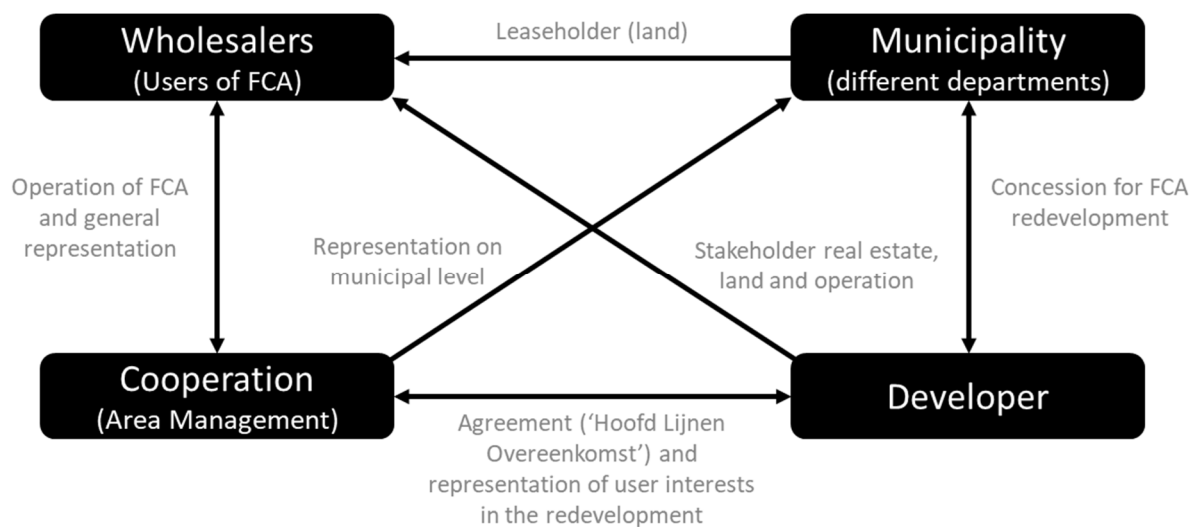 Wholesalers
(Users of FCA)
Leaseholder (land)
Municipality
(different departments)
Operation of FCA
and general
representation
Representation on
municipal level
Stakeholder real estate,
land and operation
Concession for FCA
redevelopment
Cooperation
(Area Management)
Agreement (‘Hoofd Lijnen
Overeenkomst’) and
representation of user interests
in the redevelopment
Developer